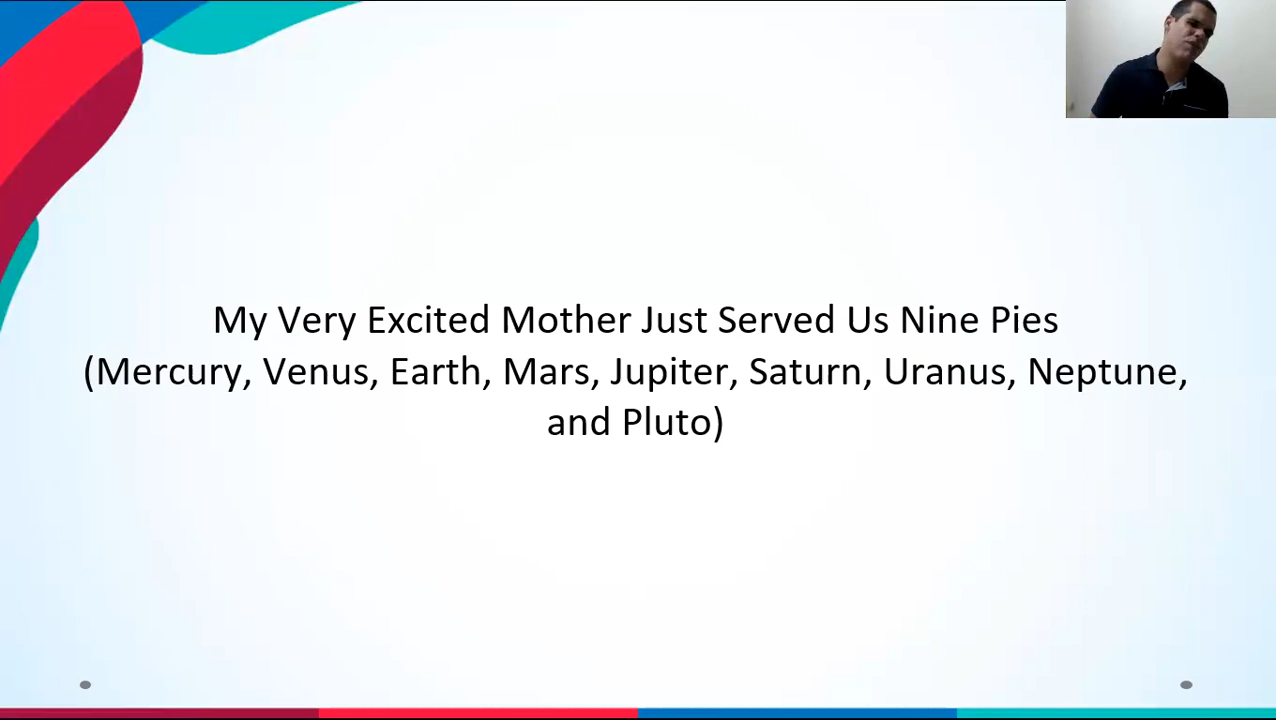 My Very Excited Mother Just Served Us Nine Pies
(Mercury, Venus, Earth, Mars, Jupiter, Saturn, Uranus, Neptune,
and Pluto)